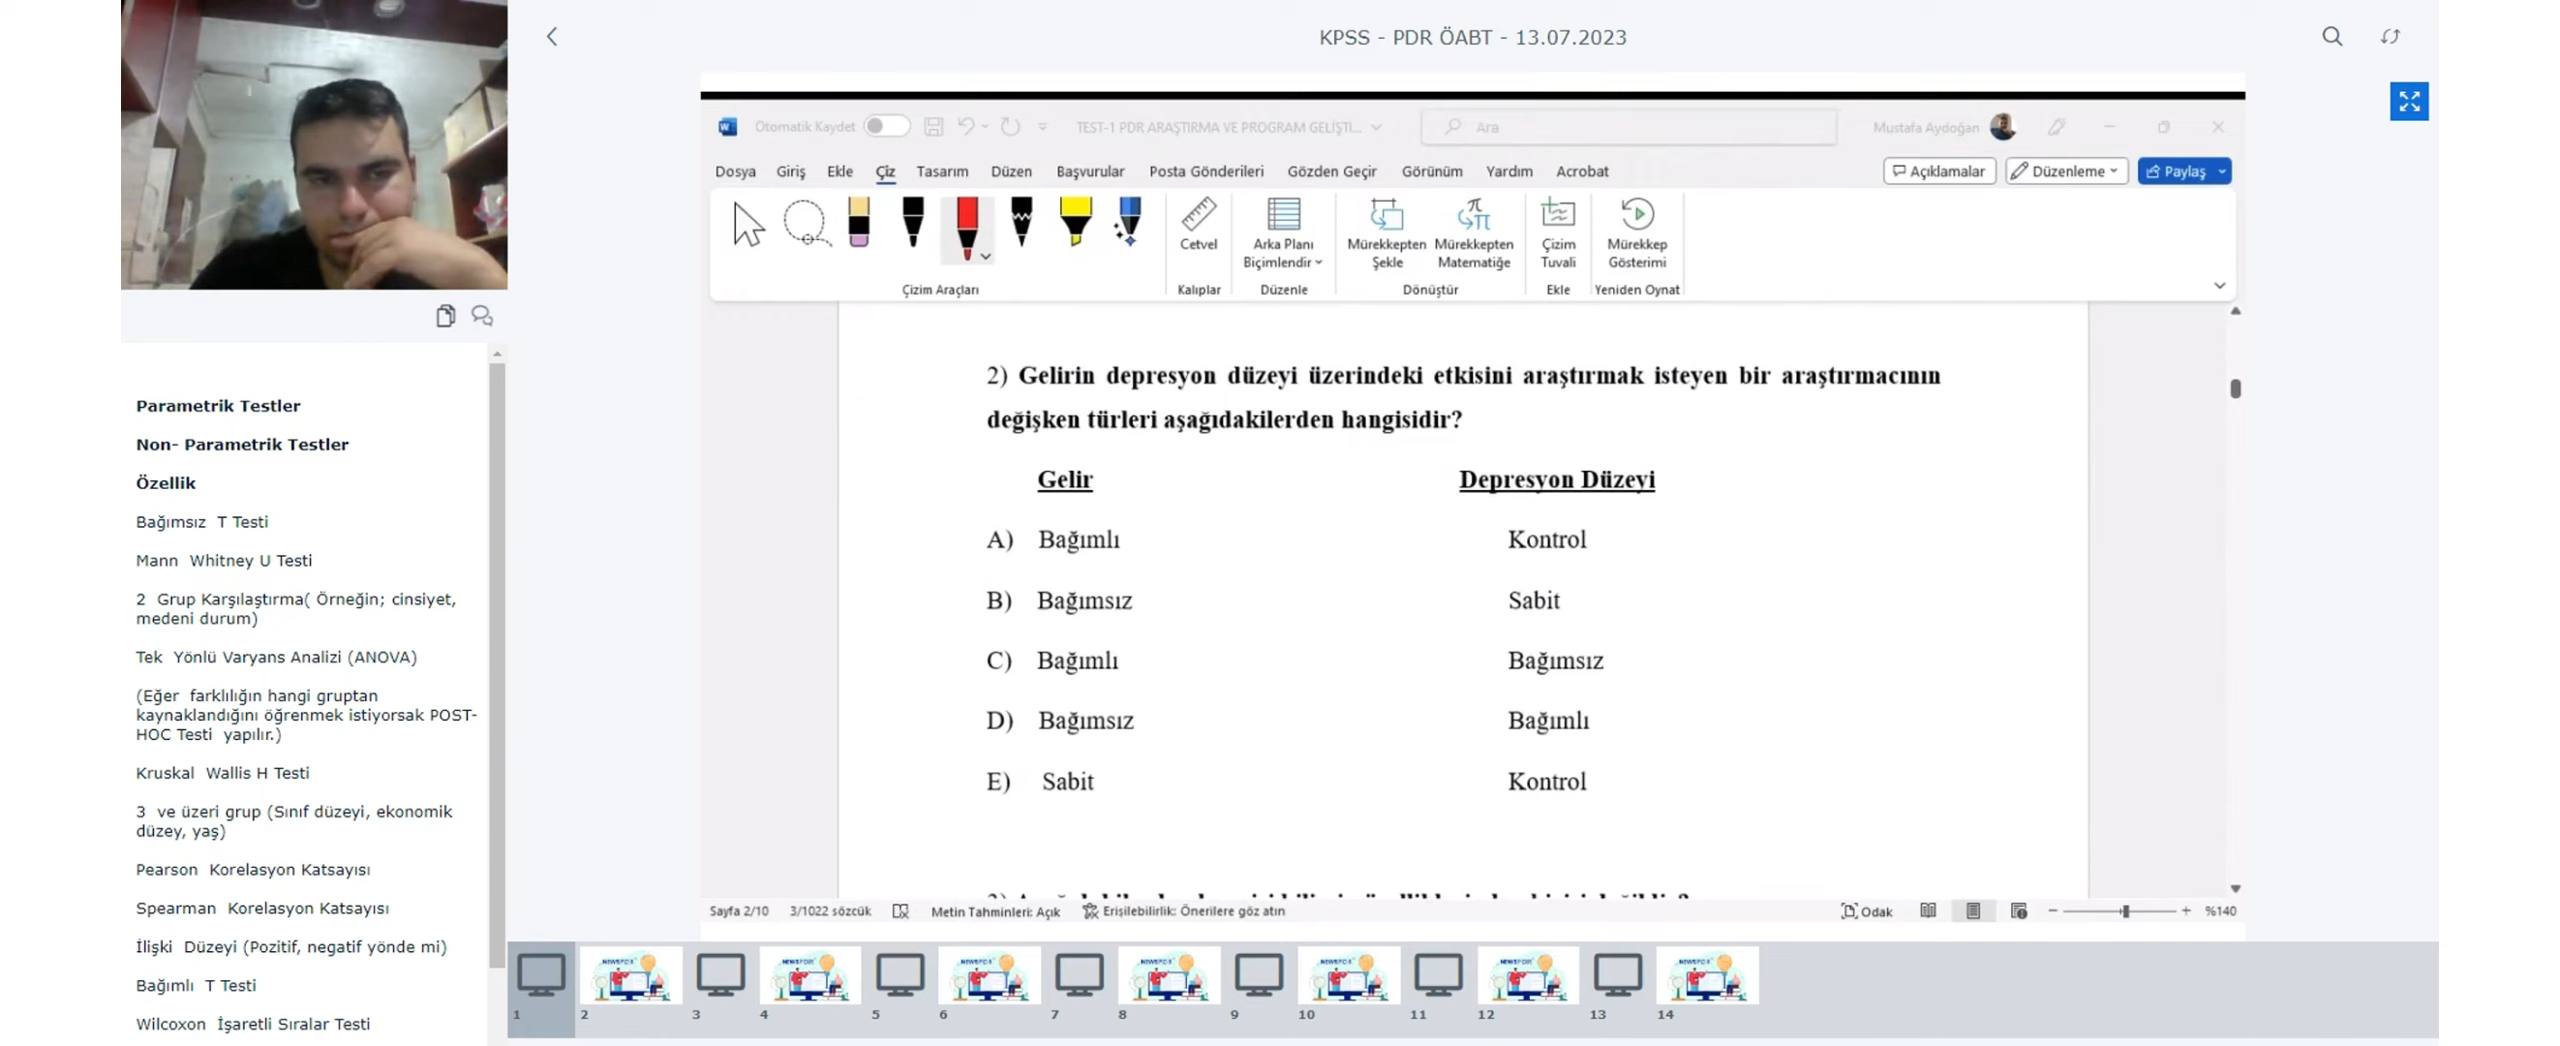 KPSS - PDR ÖABT - 13.07.2023
Otomatik Kaydet
TEST-1 PDR ARAŞTIRMA VE PROGRAM GELİŞTİ...
Ara
Mustafa Aydoğan
Dosya Giriş Ekle Çiz Tasarım Düzen Başvurular Posta Gönderileri Gözden Geçir Görünüm Yardım Acrobat
Açıklamalar Düzenleme Paylaş
Cetvel
Arka Planı
Biçimlendir
Mürekkepten
Şekle
Mürekkepten
Matematiğe
Çizim
Tuvali
Mürekkep
Gösterimi
Çizim Araçları Kalıplar Düzenle Dönüştür Ekle Yeniden Oynat
Parametrik Testler
Non- Parametrik Testler
Özellik
Bağımsız T Testi
Mann Whitney U Testi
2 Grup Karşılaştırma( Örneğin; cinsiyet,
medeni durum)
Tek Yönlü Varyans Analizi (ANOVA)
(Eğer farklılığın hangi gruptan
kaynaklandığını öğrenmek istiyorsak POST-
HOC Testi yapılır.)
Kruskal Wallis H Testi
3 ve üzeri grup (Sınıf düzeyi, ekonomik
düzey, yaş)
Pearson Korelasyon Katsayısı
Spearman Korelasyon Katsayısı
İlişki Düzeyi (Pozitif, negatif yönde mi)
Bağımlı T Testi
Wilcoxon İşaretli Sıralar Testi
2) Gelirin depresyon düzeyi üzerindeki etkisini araştırmak isteyen bir araştırmacının
değişken türleri aşağıdakilerden hangisidir?
Gelir Depresyon Düzeyi
A) Bağımlı Kontrol
B) Bağımsız Sabit
C) Bağımlı Bağımsız
D) Bağımsız Bağımlı
E) Sabit Kontrol
Sayfa 2/10 3/1022 sözcük Metin Tahminleri: Açık Erişilebilirlik: Önerilere göz atın
Odak %140
1 2 3 4 5 6 7 8 9 10 11 12 13 14